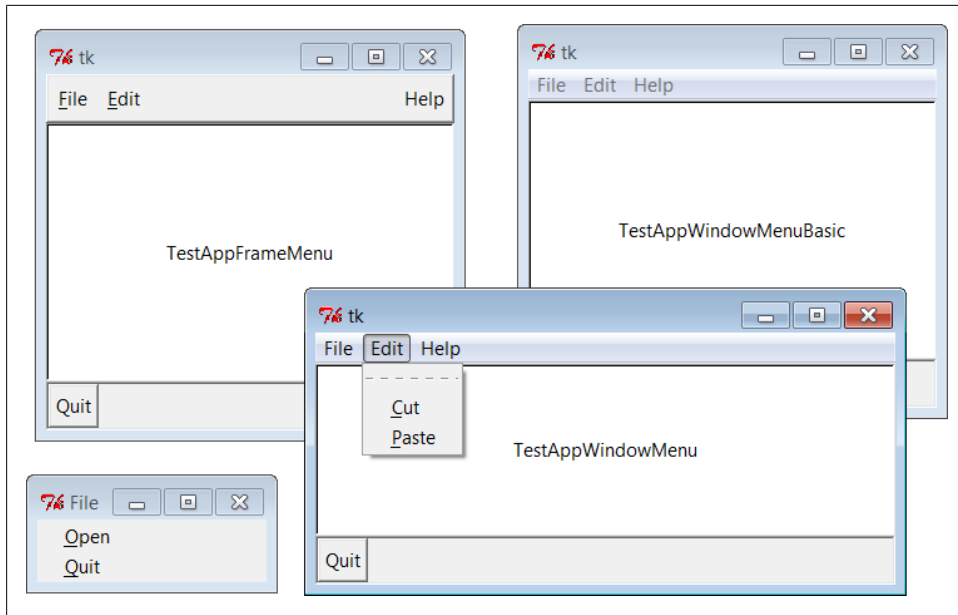 tk
File Edit Help
TestAppFrameMenu
Quit
tk
File Edit Help
TestAppWindowMenuBasic
tk
File Edit Help
Cut
Paste
TestAppWindowMenu
Quit
File
Open
Quit